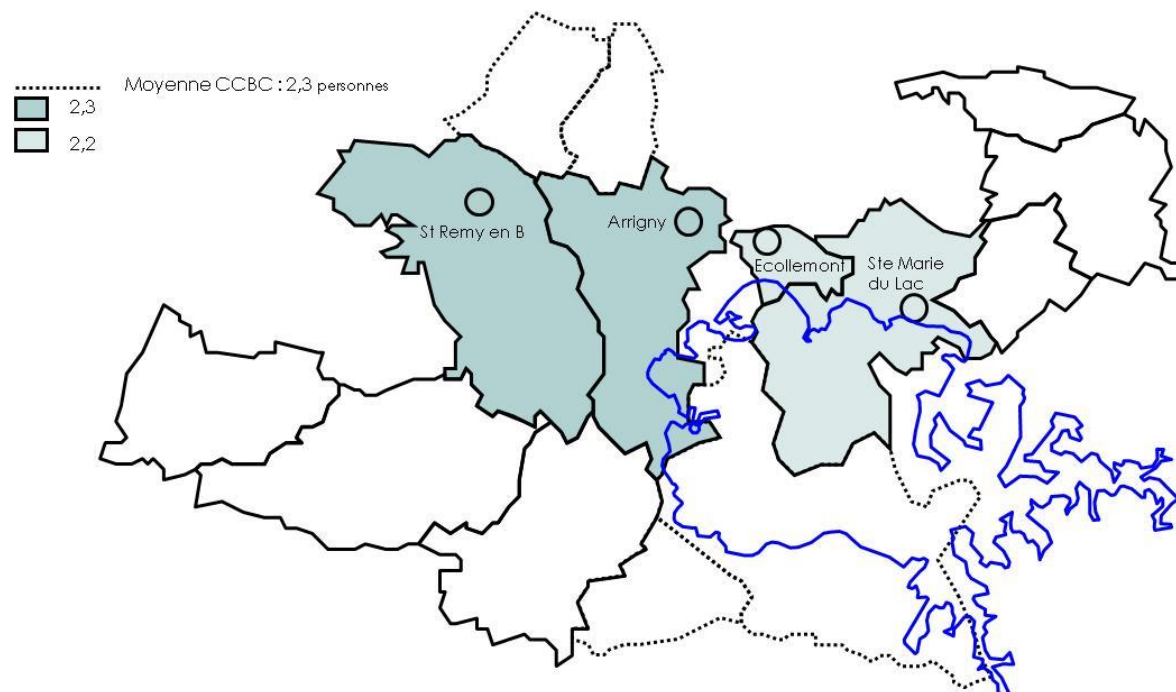 Moyenne CCBC : 2,3 personnes
2,3
2,2
St Remy en B
Arrigny
Ecollemont
Ste Marie
du Lac